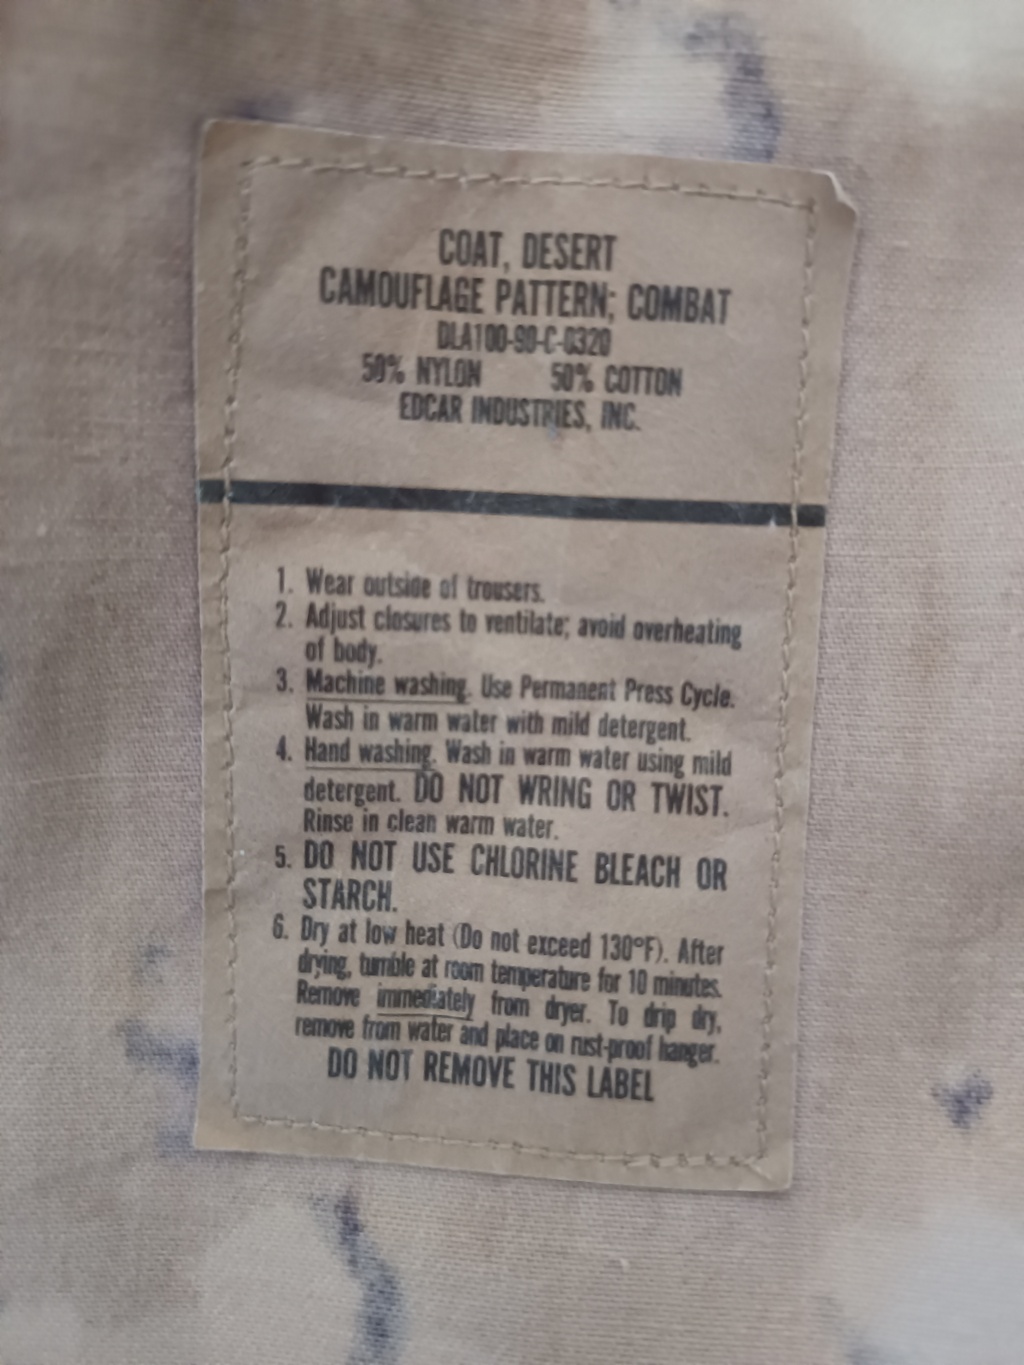 COAT, DESERT
CAMOUFLAGE PATTERN; COMBAT
DLA100-90-C-0320
50% NYLON 50% COTTON
EDCAR INDUSTRIES, INC.
1. Wear outside of trousers.
2. Adjust closures to ventilate; avoid overheating
of body.
3. Machine washing. Use Permanent Press Cycle.
Wash in warm water with mild detergent.
4. Hand washing. Wash in warm water using mild
detergent. DO NOT WRING OR TWIST.
Rinse in clean warm water.
5. DO NOT USE CHLORINE BLEACH OR
STARCH.
6. Dry at low heat (Do not exceed 130°F). After
drying, tumble at room temperature for 10 minutes.
Remove immediately from dryer. To drip dry,
remove from water and place on rust-proof hanger.
DO NOT REMOVE THIS LABEL